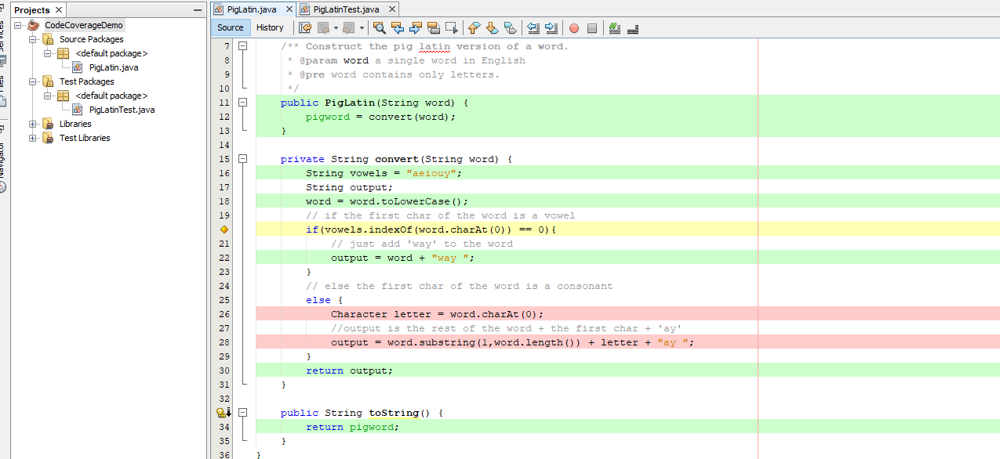 Projects
PigLatin.java
PigLatinTest.java
CodeCoverageDemo
Source Packages
<default package>
PigLatin.java
Test Packages
<default package>
PigLatinTest.java
Libraries
Test Libraries
Source History
7 /** Construct the pig latin version of a word.
8 * @param word a single word in English
9 * @pre word contains only letters.
10 */
11 public PigLatin(String word) {
12 pigword = convert(word);
13 }
14
15 private String convert(String word) {
16 String vowels = "aeiouy";
17 String output;
18 word = word.toLowerCase();
19 // if the first char of the word is a vowel
if(vowels.indexOf(word.charAt(0)) == 0){
21 // just add 'way' to the word
22 output = word + "way ";
23 }
24 // else the first char of the word is a consonant
25 else {
26 Character letter = word.charAt(0);
27 //output is the rest of the word + the first char + 'ay'
28 output = word.substring(1,word.length()) + letter + "ay ";
29 }
30 return output;
31 }
32
public String toString() {
34 return pigword;
35 }
36 }